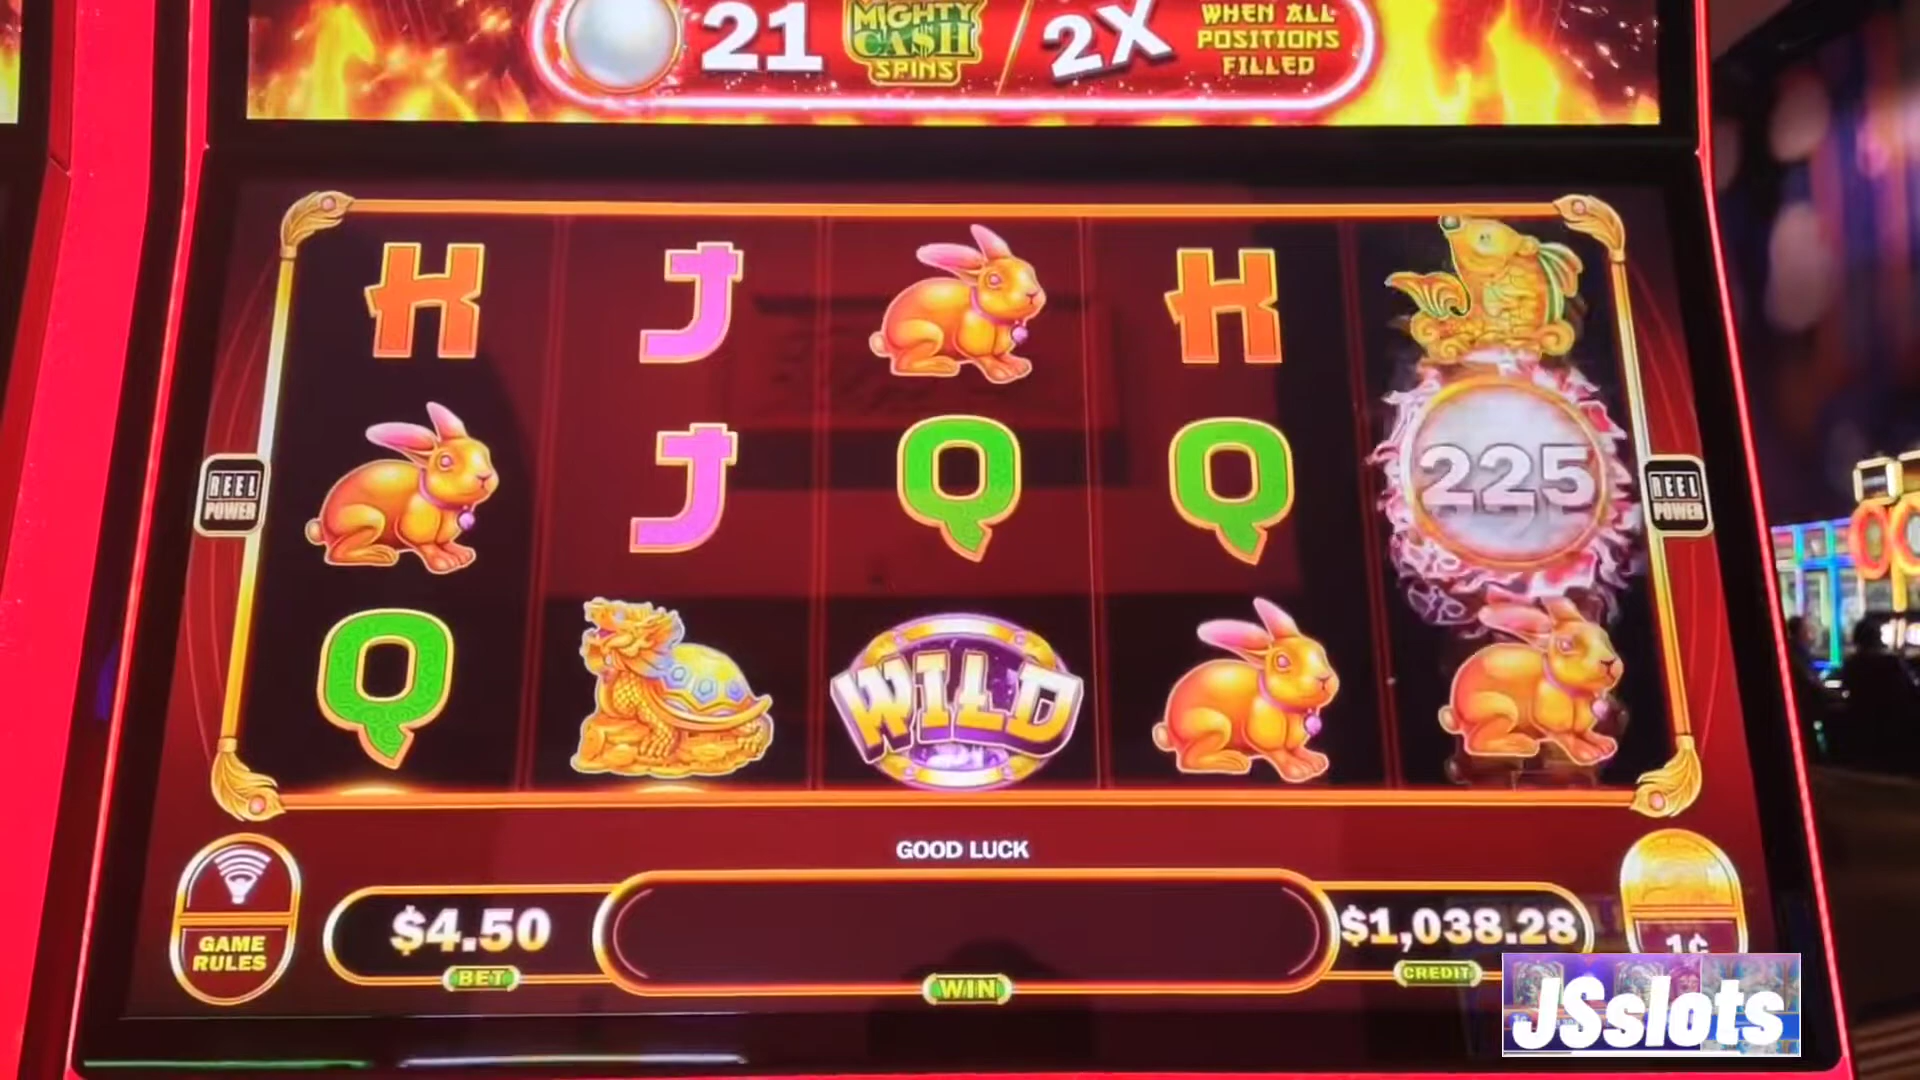 21
MIGHTY
CA$H
SPINS
2X
WHEN ALL
POSITIONS
FILLED
K
J
K
J
Q
Q
225
REEL
POWER
REEL
POWER
Q
WILD
GOOD LUCK
GAME
RULES
$4.50
BET
WIN
$1,038.28
CREDIT
1¢
JSslots